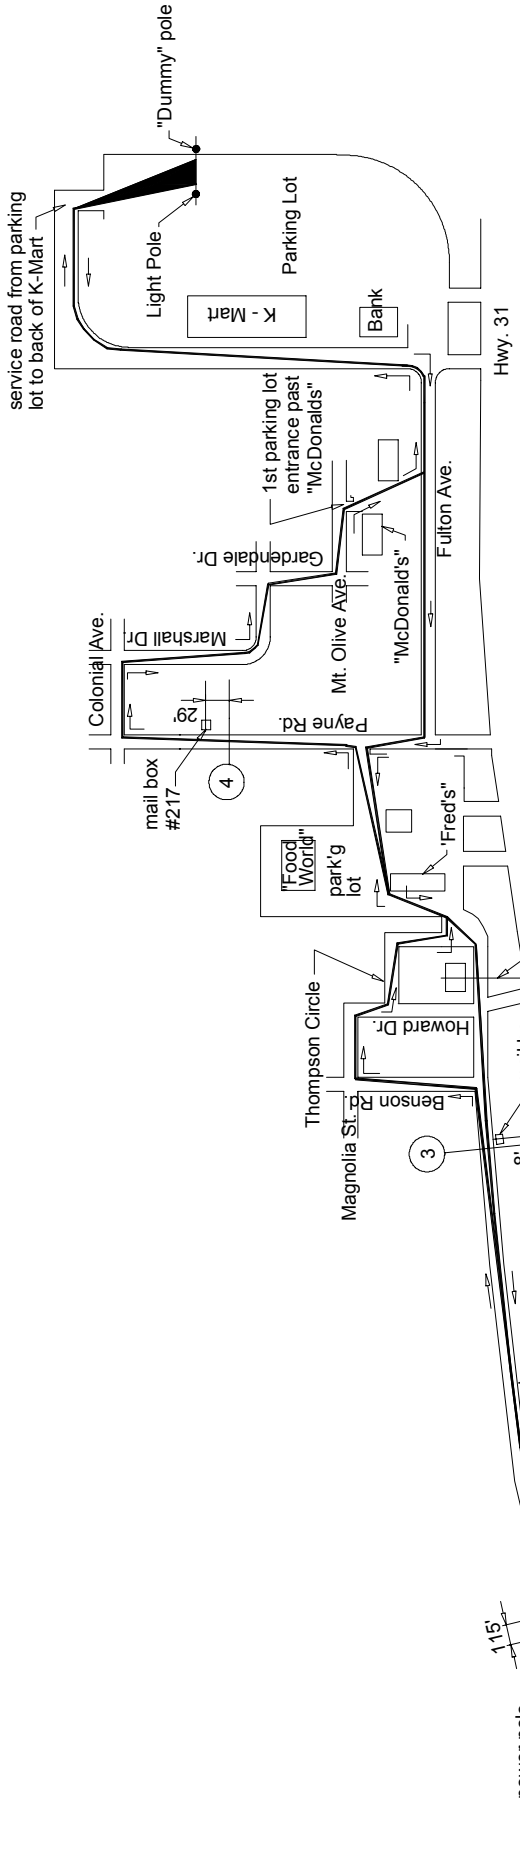 service road from parking
lot to back of K-Mart
"Dummy" pole
Light Pole
Parking Lot
K - Mart
Bank
Hwy. 31
1st parking lot
entrance past
"McDonalds"
Gardendale Dr.
Fulton Ave.
"McDonald's"
Mt. Olive Ave.
Marshall Dr.
Colonial Ave.
29'
Payne Rd.
mail box
#217
4
"Food
World"
park'g
lot
'Fred's"
Thompson Circle
Howard Dr.
Benson Rd.
Magnolia St.
3
8'
115'